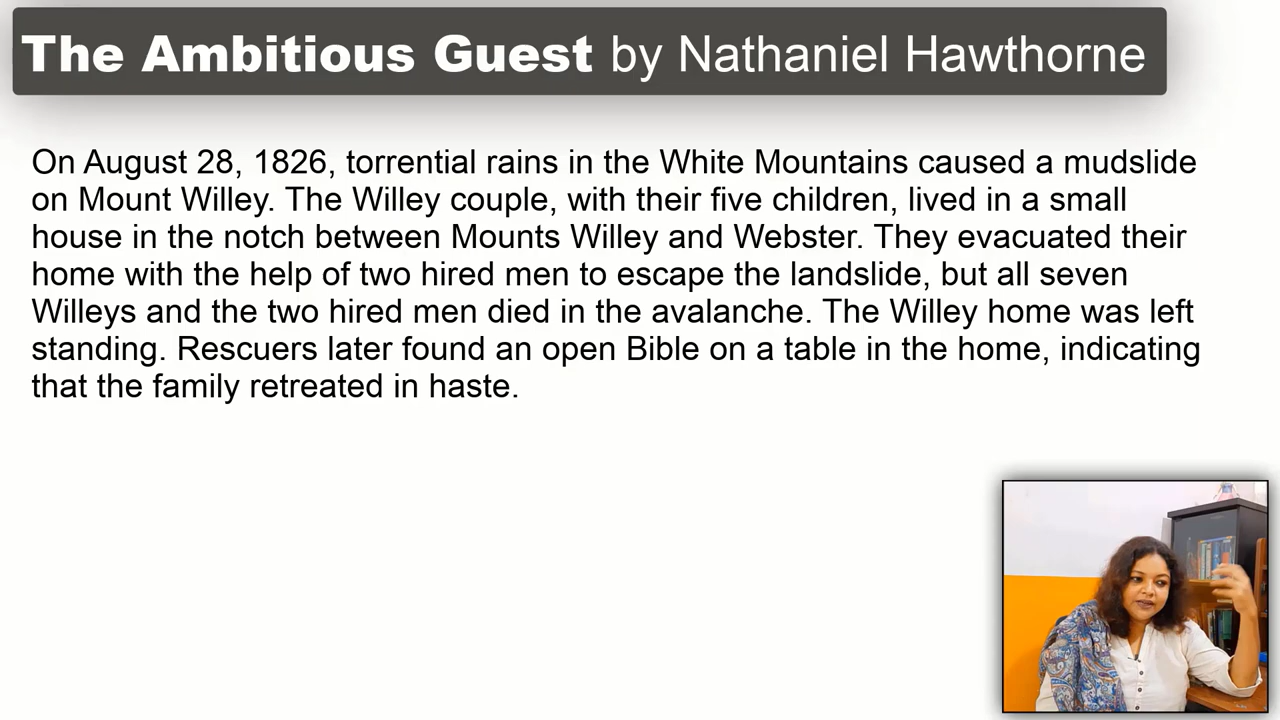 The Ambitious Guest by Nathaniel Hawthorne
On August 28, 1826, torrential rains in the White Mountains caused a mudslide
on Mount Willey. The Willey couple, with their five children, lived in a small
house in the notch between Mounts Willey and Webster. They evacuated their
home with the help of two hired men to escape the landslide, but all seven
Willeys and the two hired men died in the avalanche. The Willey home was left
standing. Rescuers later found an open Bible on a table in the home, indicating
that the family retreated in haste.